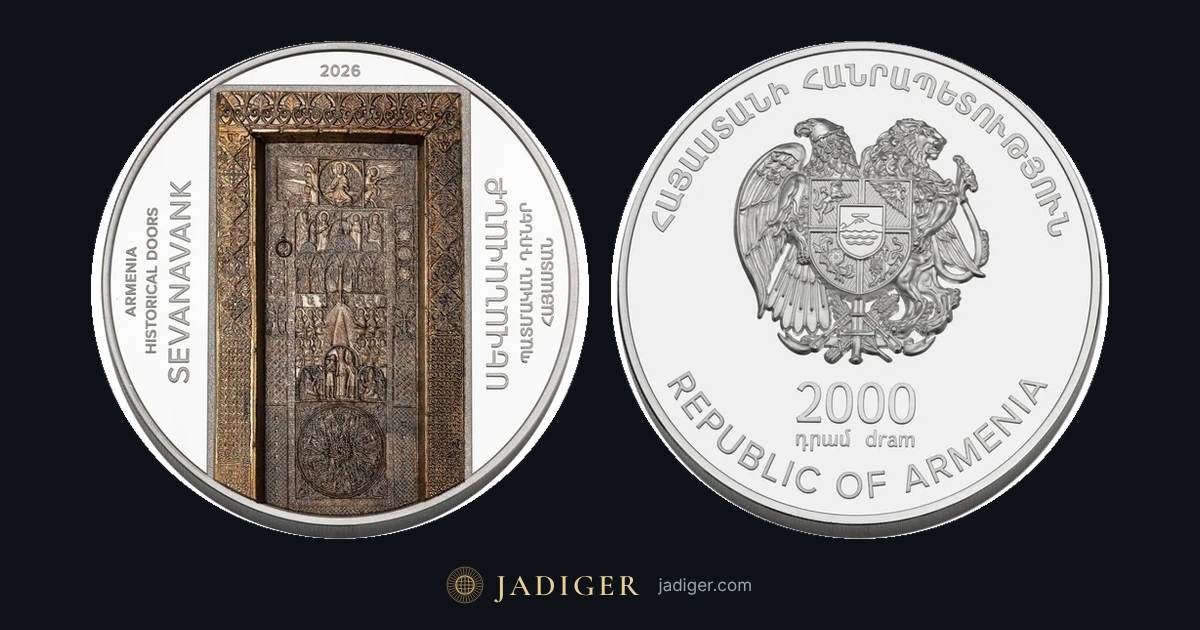 2026
ARMENIA
HISTORICAL DOORS
SEVANAVANK
ՍԵՎԱՆԱՎԱՆՔ
ՊԱՏՄԱԿԱՆ ԴՌՆԵՐ
ՀԱՅԱՍՏԱՆ
ՀԱՅԱՍՏԱՆԻ ՀԱՆՐԱՊԵՏՈՒԹՅՈՒՆ
2000
դրամ dram
REPUBLIC OF ARMENIA
JADIGER jadiger.com